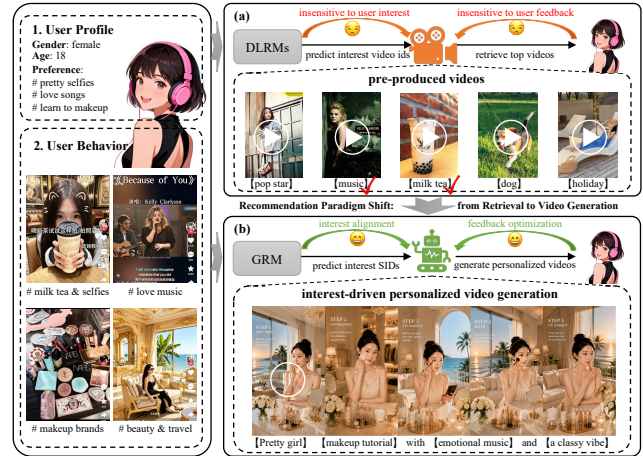 1. User Profile
Gender: female
Age: 18
Preference:
# pretty selfies
# love songs
# learn to makeup
2. User Behavior
《Because of You》
Kelly Clarkson
# milk tea & selfies
# love music
NARS
# makeup brands
# beauty & travel
(a)
insensitive to user interest
insensitive to user feedback
DLRMs
predict interest video ids
retrieve top videos
pre-produced videos
【pop star】
【music】
【milk tea】
【dog】
【holiday】
Recommendation Paradigm Shift:
from Retrieval to Video Generation
(b)
interest alignment
feedback optimization
GRM
predict interest SIDs
generate personalized videos
interest-driven personalized video generation
STEP 1
STEP 2
STEP 3
【Pretty girl】
【makeup tutorial】 with 【emotional music】 and 【a classy vibe】